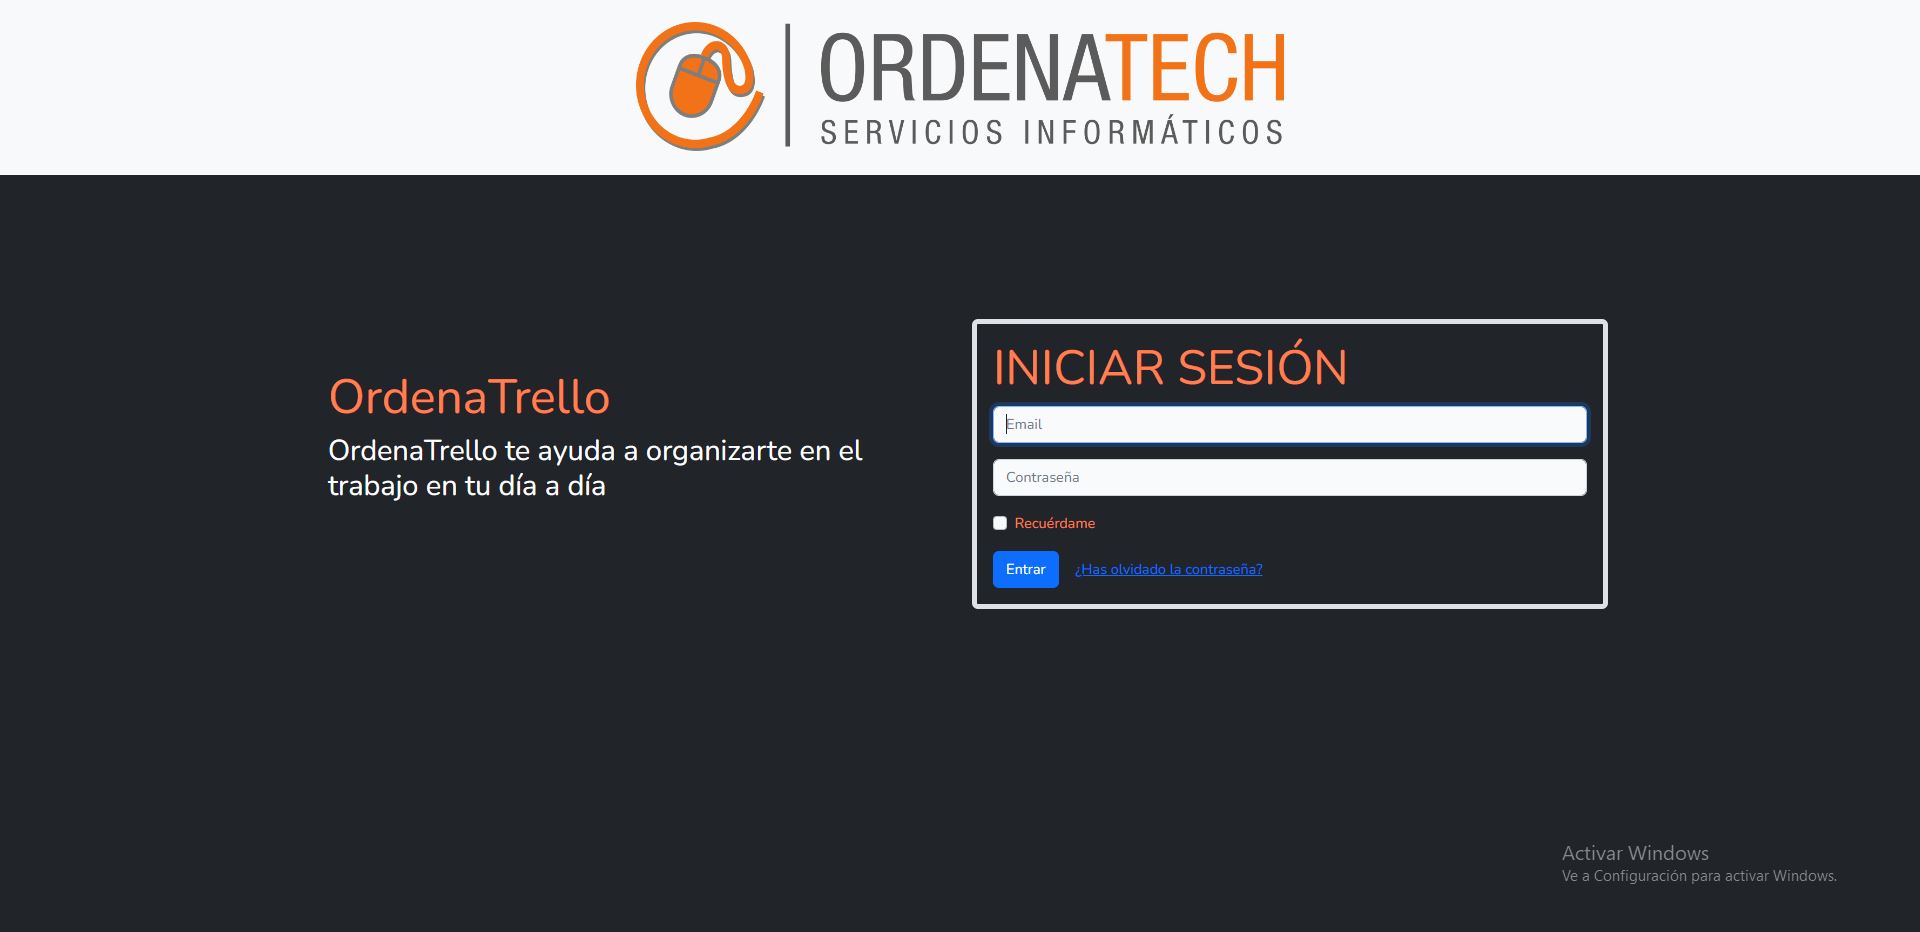 ORDENATECH
SERVICIOS INFORMÁTICOS
OrdenaTrello
OrdenaTrello te ayuda a organizarte en el
trabajo en tu día a día
INICIAR SESIÓN
Email
Contraseña
Recuérdame
Entrar
¿Has olvidado la contraseña?
Activar Windows
Ve a Configuración para activar Windows.